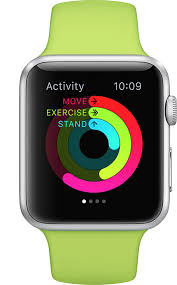 Activity 10:09
MOVE
EXERCISE
STAND